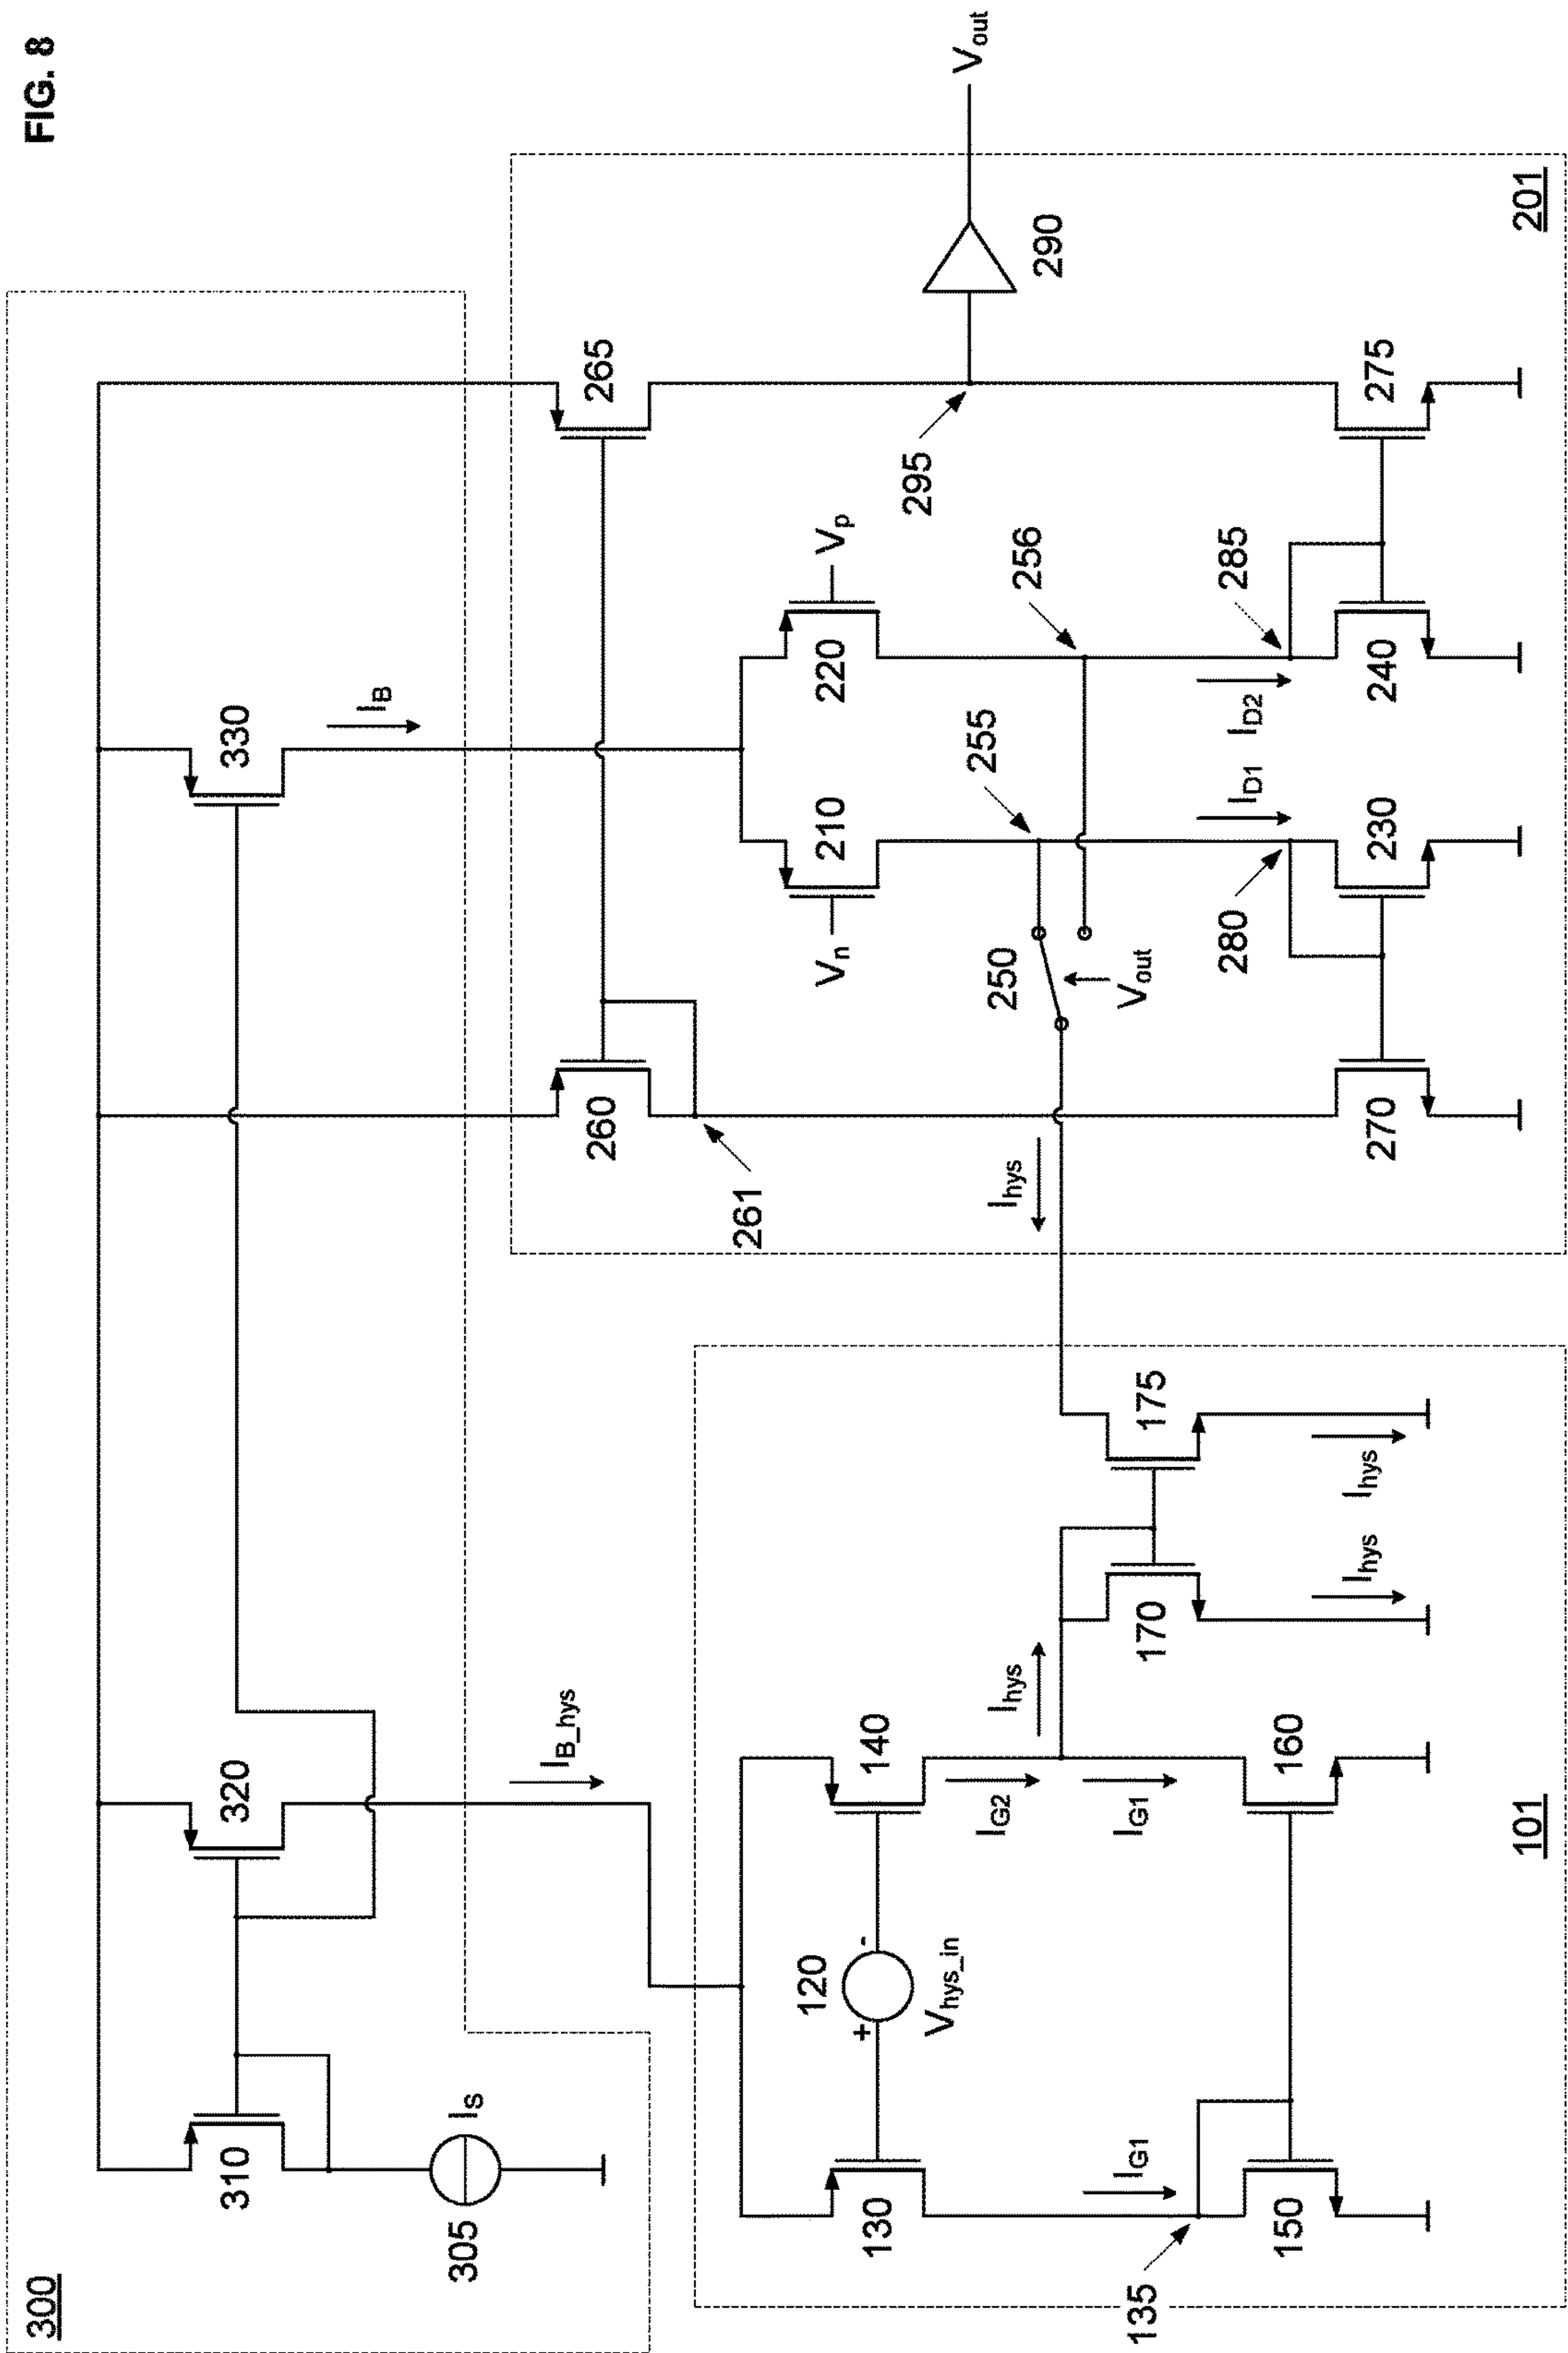 FIG. 8
300
310
320
330
I_S
305
I_B_hys
I_B
260
265
261
V_n
210
220
V_p
255
256
295
290
V_out
250
V_out
I_hys
I_D1
I_D2
280
285
270
230
240
275
201
120
+
-
V_hys_in
130
140
I_G1
I_G2
I_G1
I_hys
135
150
160
170
175
I_hys
I_hys
101